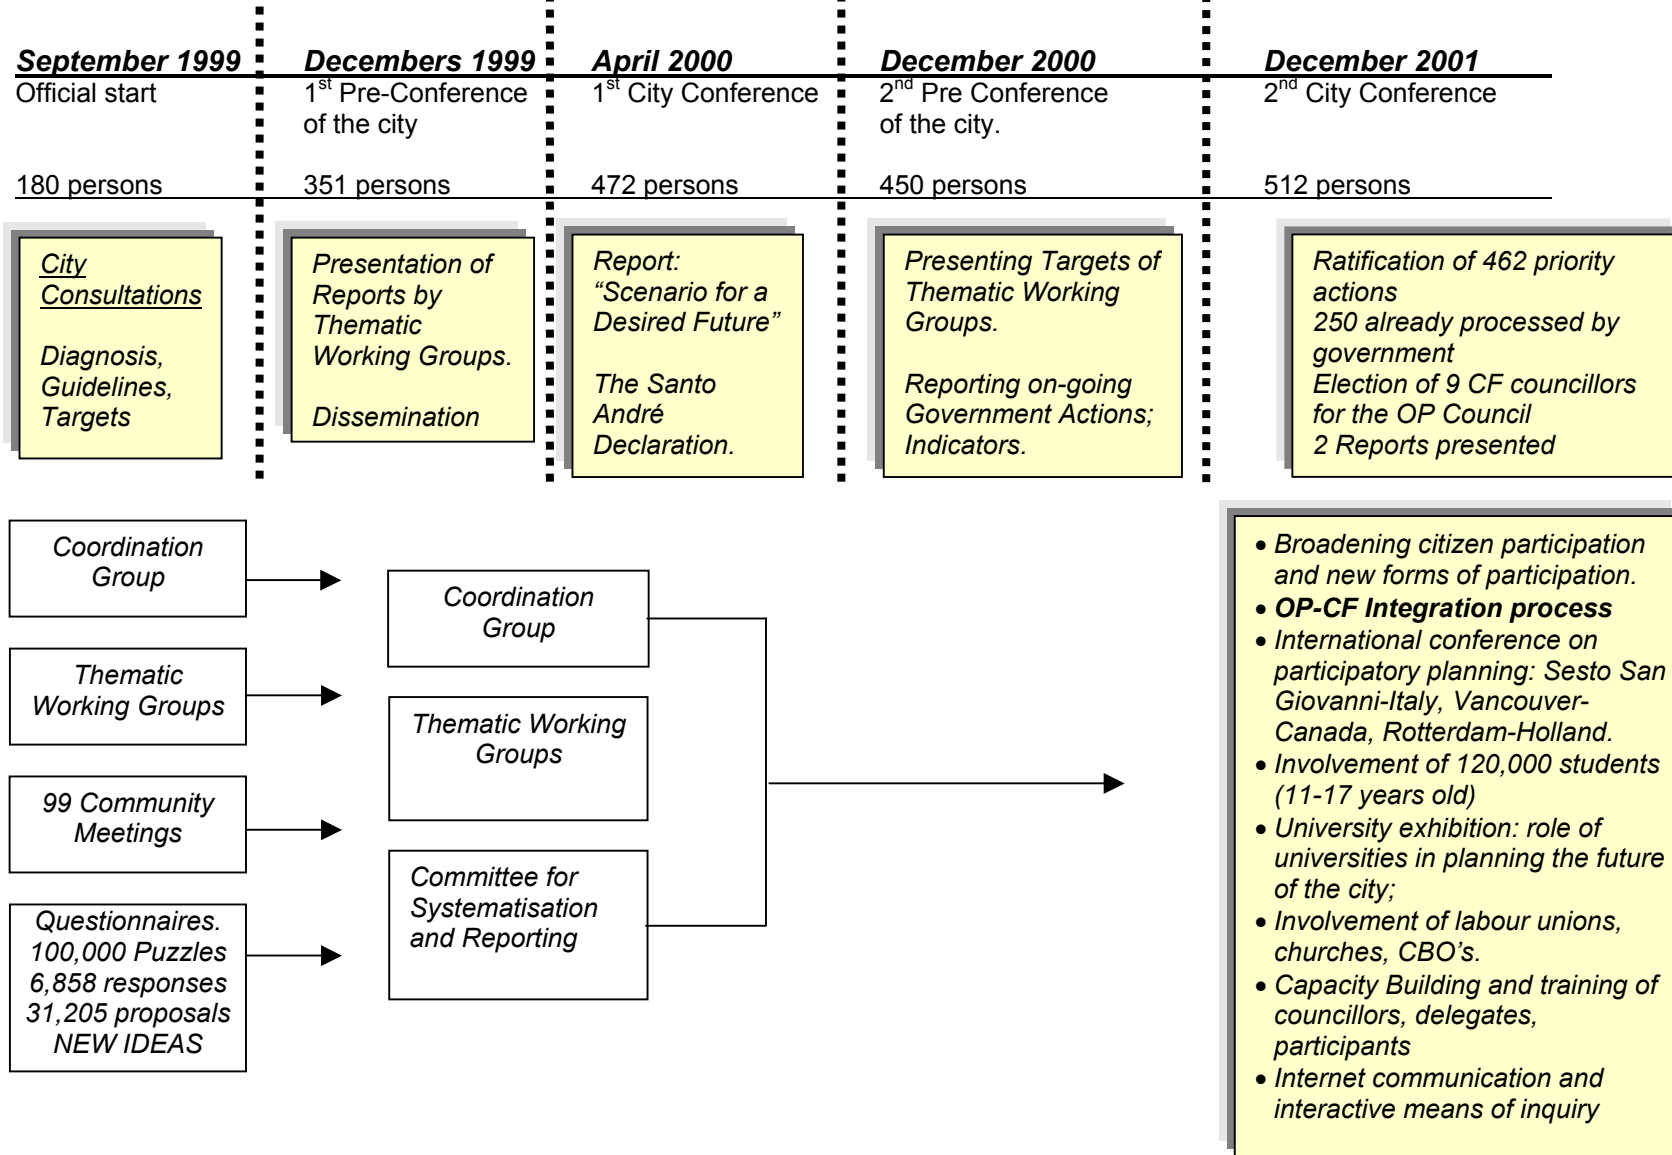 September 1999
Official start
180 persons
City
Consultations
Diagnosis,
Guidelines,
Targets
Decembers 1999
1st Pre-Conference
of the city
351 persons
Presentation of
Reports by
Thematic
Working Groups.
Dissemination
April 2000
1st City Conference
472 persons
Report:
“Scenario for a
Desired Future”
The Santo
André
Declaration.
December 2000
2nd Pre Conference
of the city.
450 persons
Presenting Targets of
Thematic Working
Groups.
Reporting on-going
Government Actions;
Indicators.
December 2001
2nd City Conference
512 persons
Ratification of 462 priority
actions
250 already processed by
government
Election of 9 CF councillors
for the OP Council
2 Reports presented
Coordination
Group
Thematic
Working Groups
99 Community
Meetings
Questionnaires.
100,000 Puzzles
6,858 responses
31,205 proposals
NEW IDEAS
Coordination
Group
Thematic Working
Groups
Committee for
Systematisation
and Reporting
• Broadening citizen participation
and new forms of participation.
• OP-CF Integration process
• International conference on
participatory planning: Sesto San
Giovanni-Italy, Vancouver-
Canada, Rotterdam-Holland.
• Involvement of 120,000 students
(11-17 years old)
• University exhibition: role of
universities in planning the future
of the city;
• Involvement of labour unions,
churches, CBO’s.
• Capacity Building and training of
councillors, delegates,
participants
• Internet communication and
interactive means of inquiry